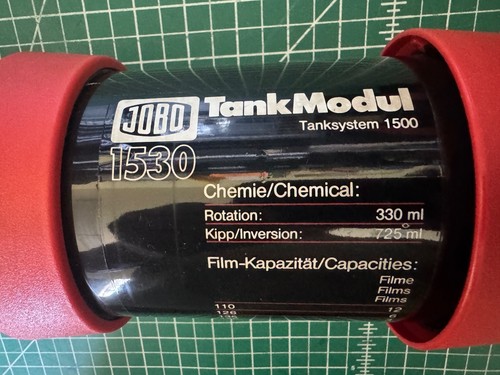 JOBO
TankModul
Tanksystem 1500
1530
Chemie/Chemical:
Rotation: 330 ml
Kipp/Inversion: 725 ml
Film-Kapazität/Capacities:
Filme
Films
Films
110 12
126 6